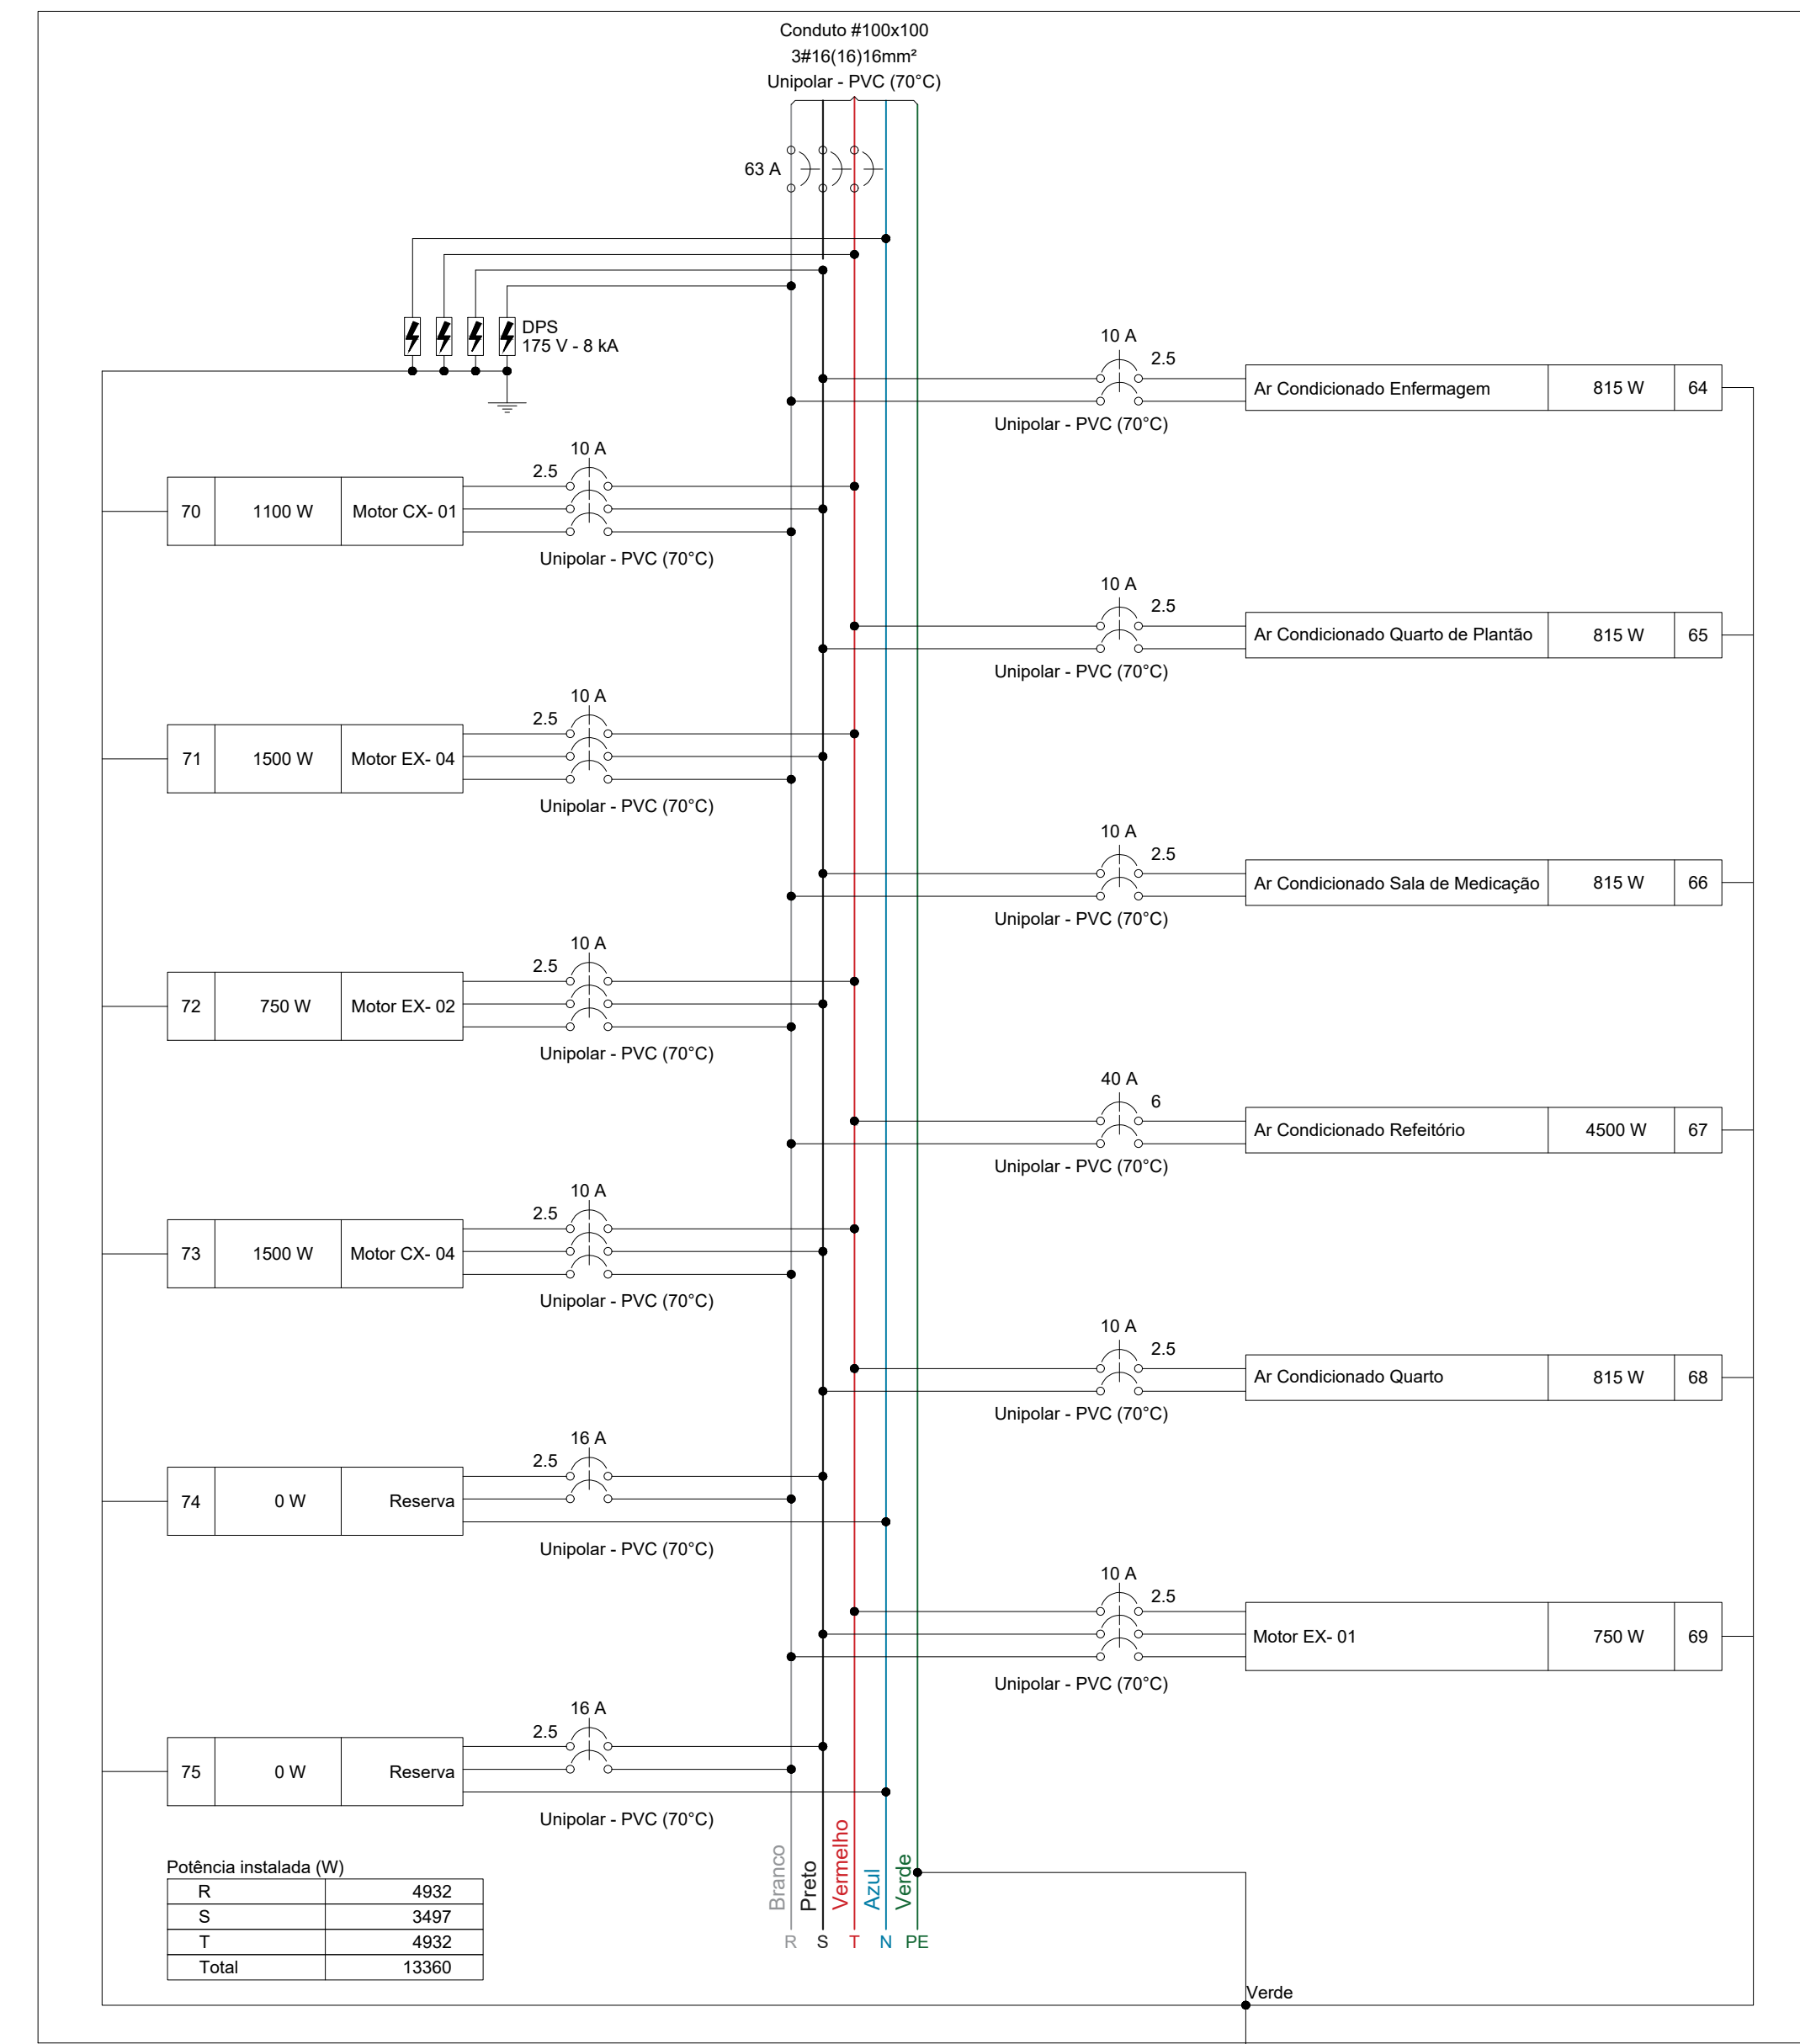 Conduto #100x100
3#16(16)16mm²
Unipolar - PVC (70°C)
63 A
DPS
175 V - 8 kA
10 A
2.5
Ar Condicionado Enfermagem 815 W 64
Unipolar - PVC (70°C)
10 A
2.5
70 1100 W Motor CX- 01
Unipolar - PVC (70°C)
10 A
2.5
Ar Condicionado Quarto de Plantão 815 W 65
Unipolar - PVC (70°C)
10 A
2.5
71 1500 W Motor EX- 04
Unipolar - PVC (70°C)
10 A
2.5
Ar Condicionado Sala de Medicação 815 W 66
Unipolar - PVC (70°C)
10 A
2.5
72 750 W Motor EX- 02
Unipolar - PVC (70°C)
40 A
6
Ar Condicionado Refeitório 4500 W 67
Unipolar - PVC (70°C)
10 A
2.5
73 1500 W Motor CX- 04
Unipolar - PVC (70°C)
10 A
2.5
Ar Condicionado Quarto 815 W 68
Unipolar - PVC (70°C)
16 A
2.5
74 0 W Reserva
Unipolar - PVC (70°C)
10 A
2.5
Motor EX- 01 750 W 69
Unipolar - PVC (70°C)
16 A
2.5
75 0 W Reserva
Unipolar - PVC (70°C)
Potência instalada (W)
R 4932
S 3497
T 4932
Total 13360
Branco
Preto
Vermelho
Azul
Verde
R S T N PE
Verde